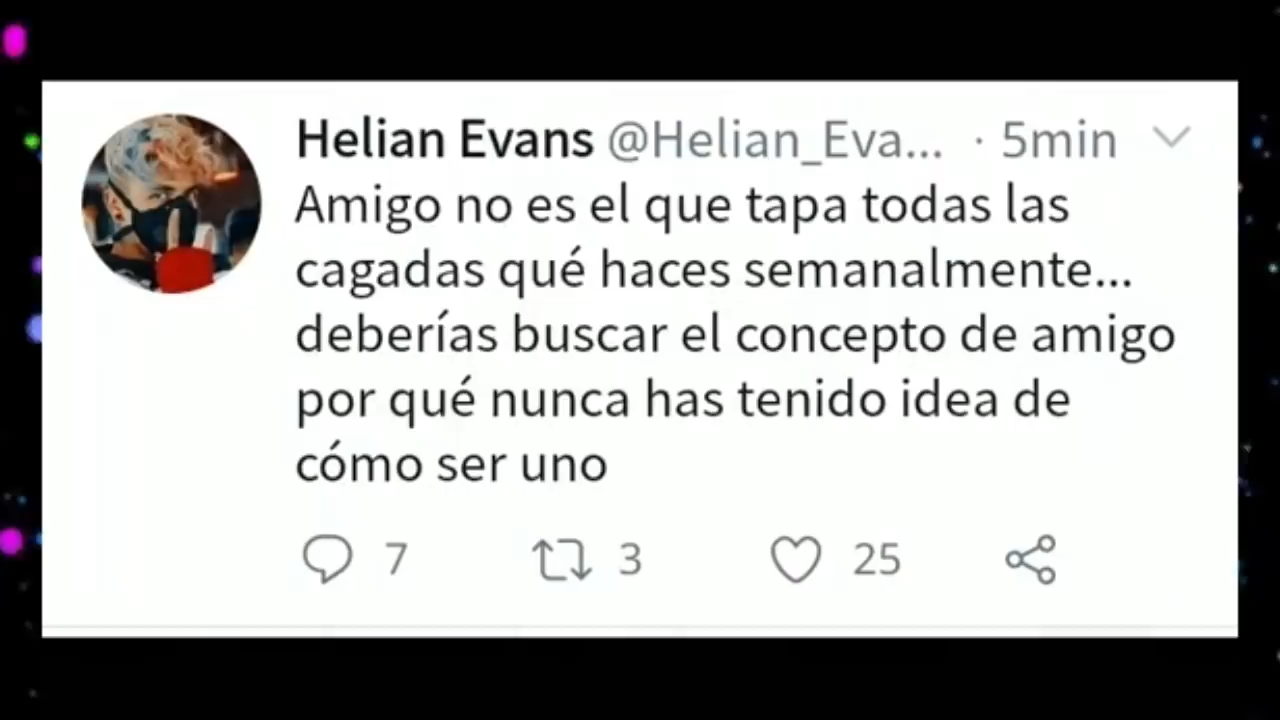 Helian Evans @Helian_Eva... · 5min
Amigo no es el que tapa todas las
cagadas qué haces semanalmente...
deberías buscar el concepto de amigo
por qué nunca has tenido idea de
cómo ser uno
7 3 25